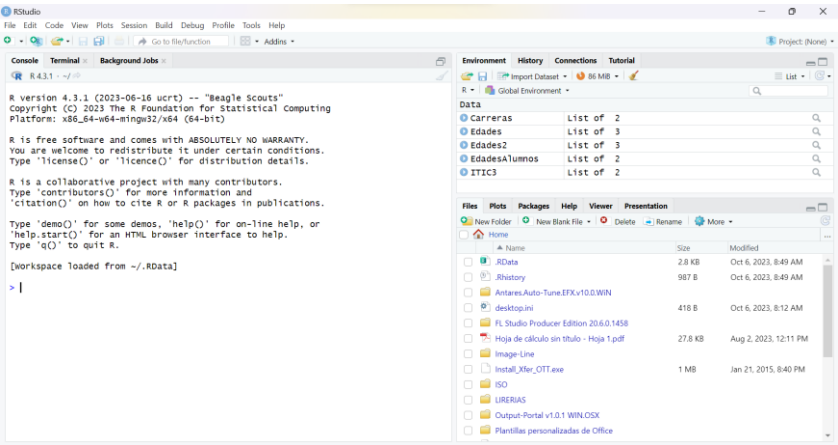 RStudio
File Edit Code View Plots Session Build Debug Profile Tools Help
Go to file/function Addins Project: (None)
Console Terminal Background Jobs
R 4.3.1 · ~/
R version 4.3.1 (2023-06-16 ucrt) -- "Beagle Scouts"
Copyright (C) 2023 The R Foundation for Statistical Computing
Platform: x86_64-w64-mingw32/x64 (64-bit)
R is free software and comes with ABSOLUTELY NO WARRANTY.
You are welcome to redistribute it under certain conditions.
Type 'license()' or 'licence()' for distribution details.
R is a collaborative project with many contributors.
Type 'contributors()' for more information and
'citation()' on how to cite R or R packages in publications.
Type 'demo()' for some demos, 'help()' for on-line help, or
'help.start()' for an HTML browser interface to help.
Type 'q()' to quit R.
[Workspace loaded from ~/.RData]
>
Environment History Connections Tutorial
Import Dataset 86 MiB List
R Global Environment
Data
Carreras List of 2
Edades List of 3
Edades2 List of 3
EdadesAlumnos List of 2
ITIC3 List of 2
Files Plots Packages Help Viewer Presentation
New Folder New Blank File Delete Rename More
Home ...
Name Size Modified
.RData 2.8 KB Oct 6, 2023, 8:49 AM
.Rhistory 987 B Oct 6, 2023, 8:49 AM
Antares.Auto-Tune.EFX.v10.0.WiN
desktop.ini 418 B Oct 6, 2023, 8:12 AM
FL Studio Producer Edition 20.6.0.1458
Hoja de cálculo sin título - Hoja 1.pdf 27.8 KB Aug 2, 2023, 12:11 PM
Image-Line
Install_Xfer_OTT.exe 1 MB Jan 21, 2015, 8:40 PM
ISO
LIRERIAS
Output-Portal v1.0.1 WIN.OSX
Plantillas personalizadas de Office